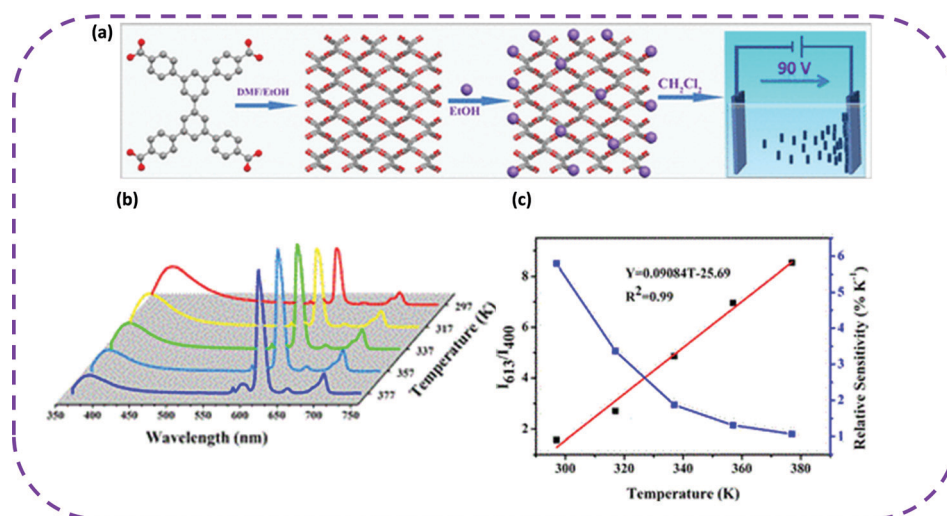 (a)
DMF/EtOH
EtOH
CH₂Cl₂
90 V
(b)
297
317
337
357
377
Temperature (K)
350 400 450 500 550 600 650 700 750
Wavelength (nm)
(c)
Y=0.09084T-25.69
R²=0.99
8
6
4
2
I₆₁₃/I₄₀₀
6
5
4
3
2
1
Relative Sensitivity (% K⁻¹)
300 320 340 360 380
Temperature (K)